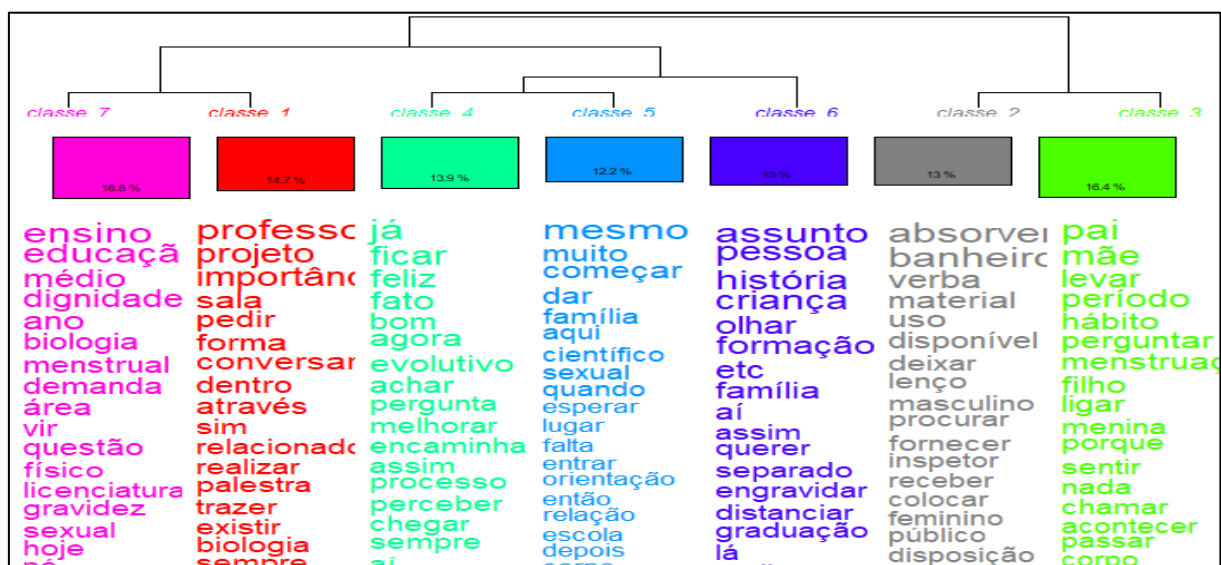 classe 7
classe 1
classe 4
classe 5
classe 6
classe 2
classe 3
16.8 %
14.7 %
13.9 %
12.2 %
13 %
13 %
16.4 %
ensino
educaçã
médio
dignidade
ano
biologia
menstrual
demanda
área
vir
questão
físico
licenciatura
gravidez
sexual
hoje
professo
projeto
importânc
sala
pedir
forma
conversar
dentro
através
sim
relacionado
realizar
palestra
trazer
existir
biologia
sempre
já
ficar
feliz
fato
bom
agora
evolutivo
achar
pergunta
melhorar
encaminha
assim
processo
perceber
chegar
sempre
aí
mesmo
muito
começar
dar
família
aqui
científico
sexual
quando
esperar
lugar
falta
entrar
orientação
então
relação
escola
depois
corpo
assunto
pessoa
história
criança
olhar
formação
etc
família
aí
assim
querer
separado
engravidar
distanciar
graduação
lá
absorver
banheiro
verba
material
uso
disponível
deixar
lenço
masculino
procurar
fornecer
inspetor
receber
colocar
feminino
público
disposição
pai
mãe
levar
período
hábito
perguntar
menstruaç
filho
ligar
menina
porque
sentir
nada
chamar
acontecer
passar
corpo